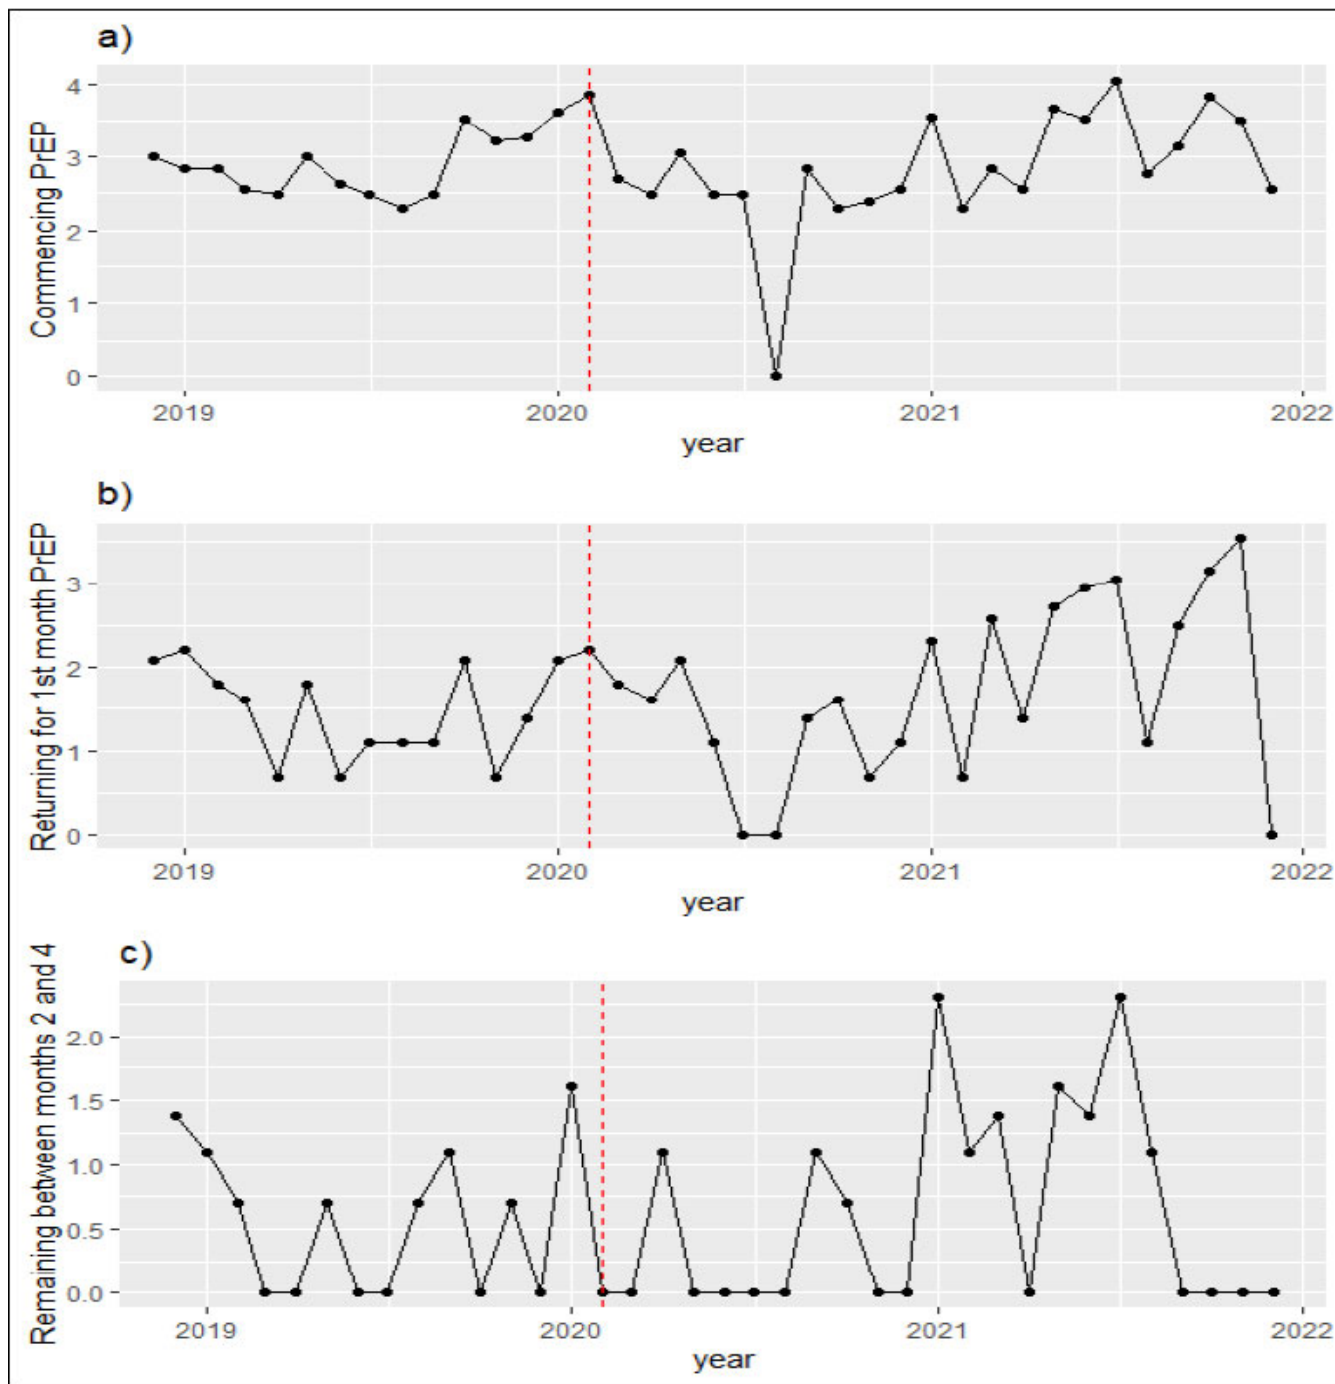 a)
Commencing PrEP
4
3
2
1
0
2019 2020 2021 2022
year
b)
Returning for 1st month PrEP
3
2
1
0
2019 2020 2021 2022
year
c)
Remaining between months 2 and 4
2.0
1.5
1.0
0.5
0.0
2019 2020 2021 2022
year